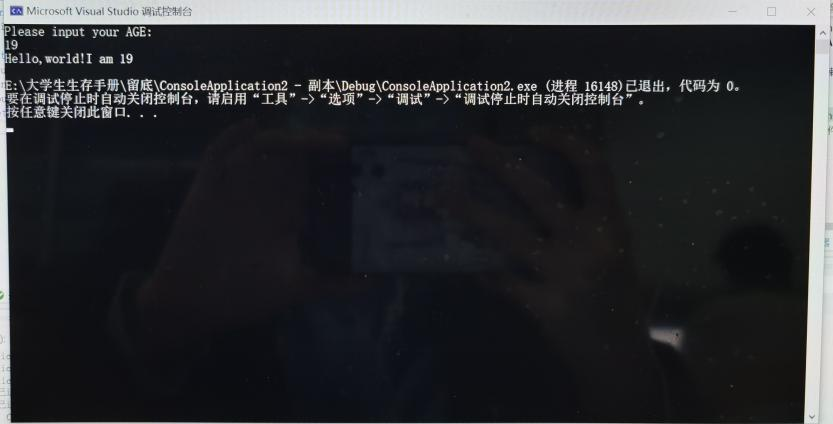 Microsoft Visual Studio 调试控制台
Please input your AGE:
19
Hello,world!I am 19
E:\大学生生存手册\留底\ConsoleApplication2 - 副本\Debug\ConsoleApplication2.exe (进程 16148)已退出，代码为 0。
要在调试停止时自动关闭控制台，请启用“工具”->“选项”->“调试”->“调试停止时自动关闭控制台”。
按任意键关闭此窗口. . .